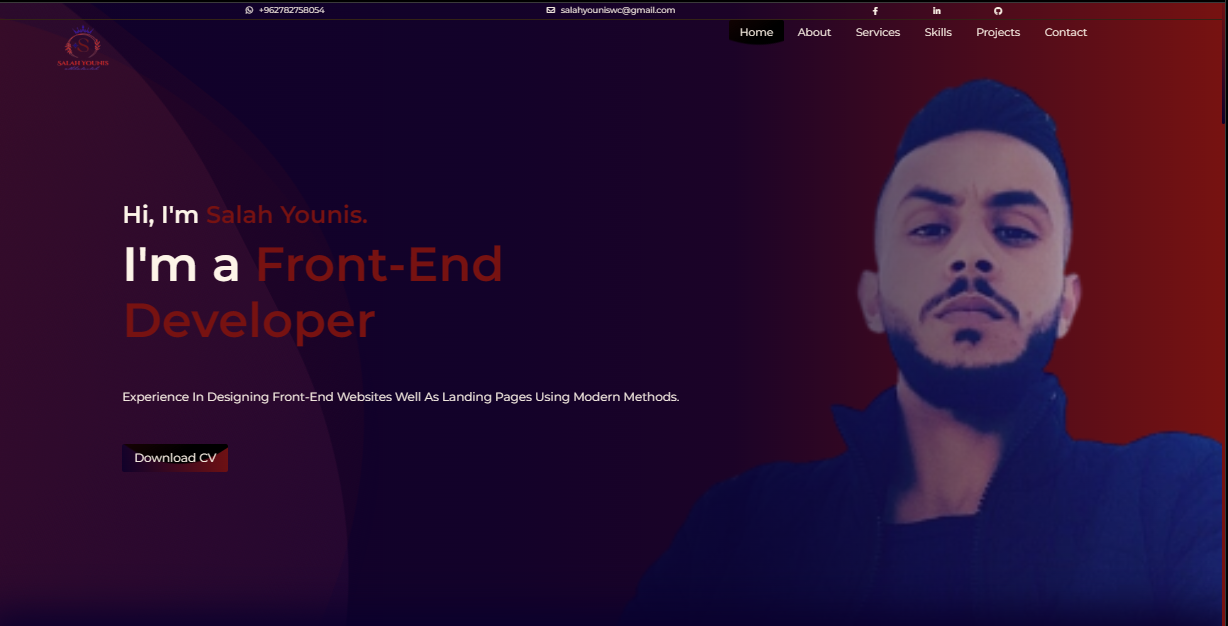 +962782758054
salahyouniswc@gmail.com
SALAH YOUNIS
Home About Services Skills Projects Contact
Hi, I'm Salah Younis.
I'm a Front-End
Developer
Experience In Designing Front-End Websites Well As Landing Pages Using Modern Methods.
Download CV